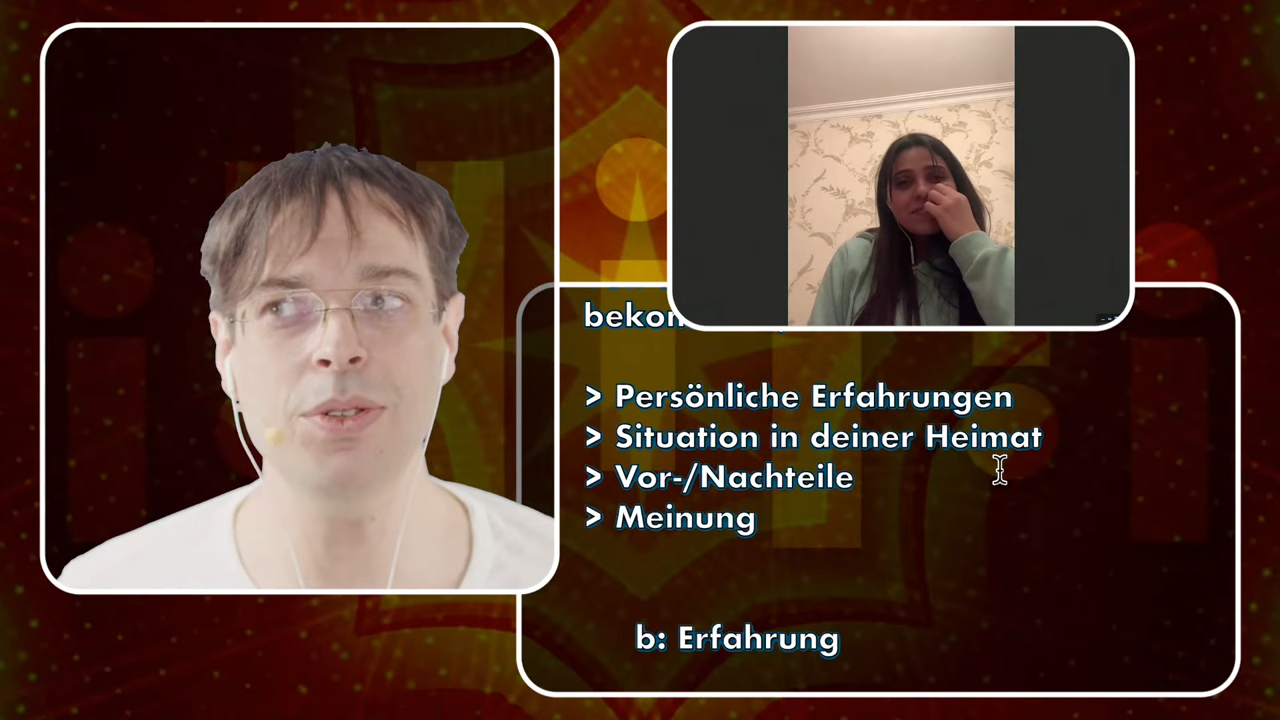 > Persönliche Erfahrungen
> Situation in deiner Heimat
> Vor-/Nachteile
> Meinung
b: Erfahrung